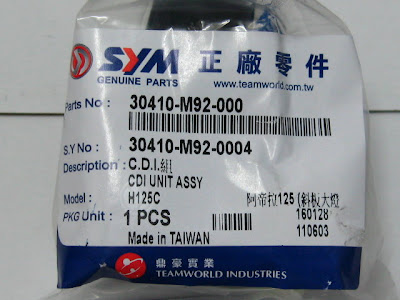 SYM 正廠零件
GENUINE PARTS www.teamworld.com.tw
Parts No : 30410-M92-000
S.Y No : 30410-M92-0004
Description : C.D.I.組
CDI UNIT ASSY
Model : H125C 阿帝拉125 (斜板大燈
PKG Unit : 1 PCS 160128
Made in TAIWAN 110603
鼎豪實業
TEAMWORLD INDUSTRIES